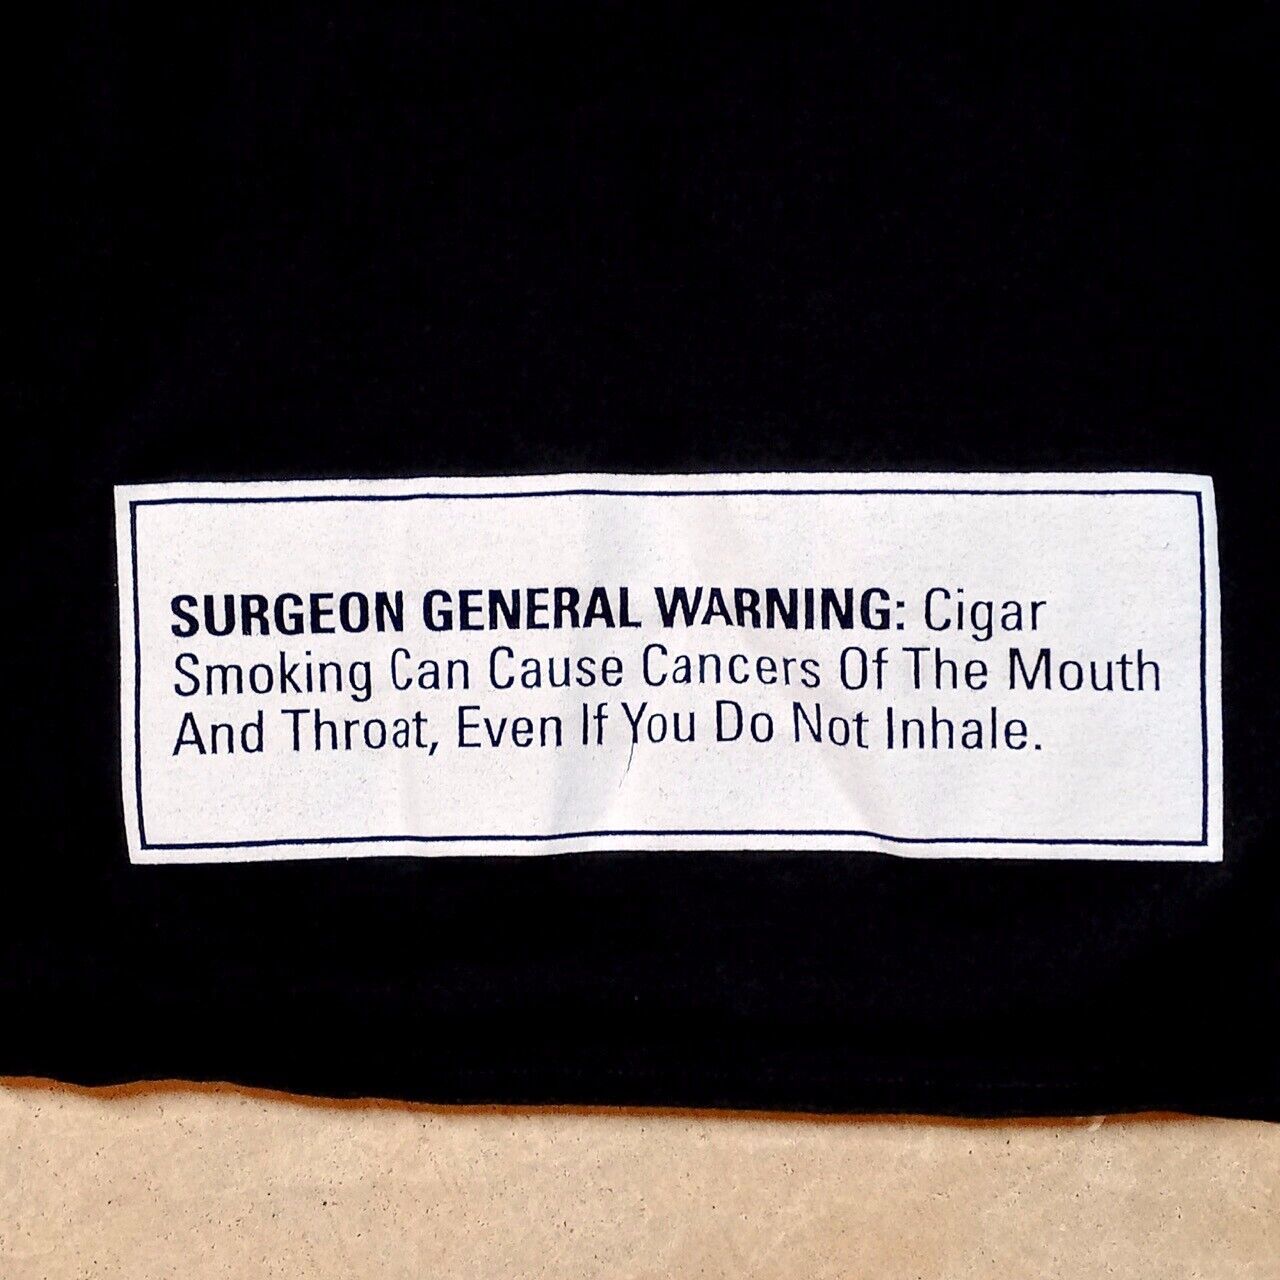 SURGEON GENERAL WARNING: Cigar
Smoking Can Cause Cancers Of The Mouth
And Throat, Even If You Do Not Inhale.